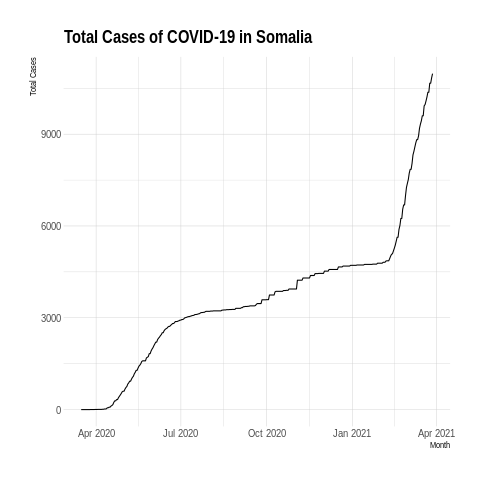 Total Cases of COVID-19 in Somalia
Total Cases
9000
6000
3000
0
Apr 2020 Jul 2020 Oct 2020 Jan 2021 Apr 2021
Month